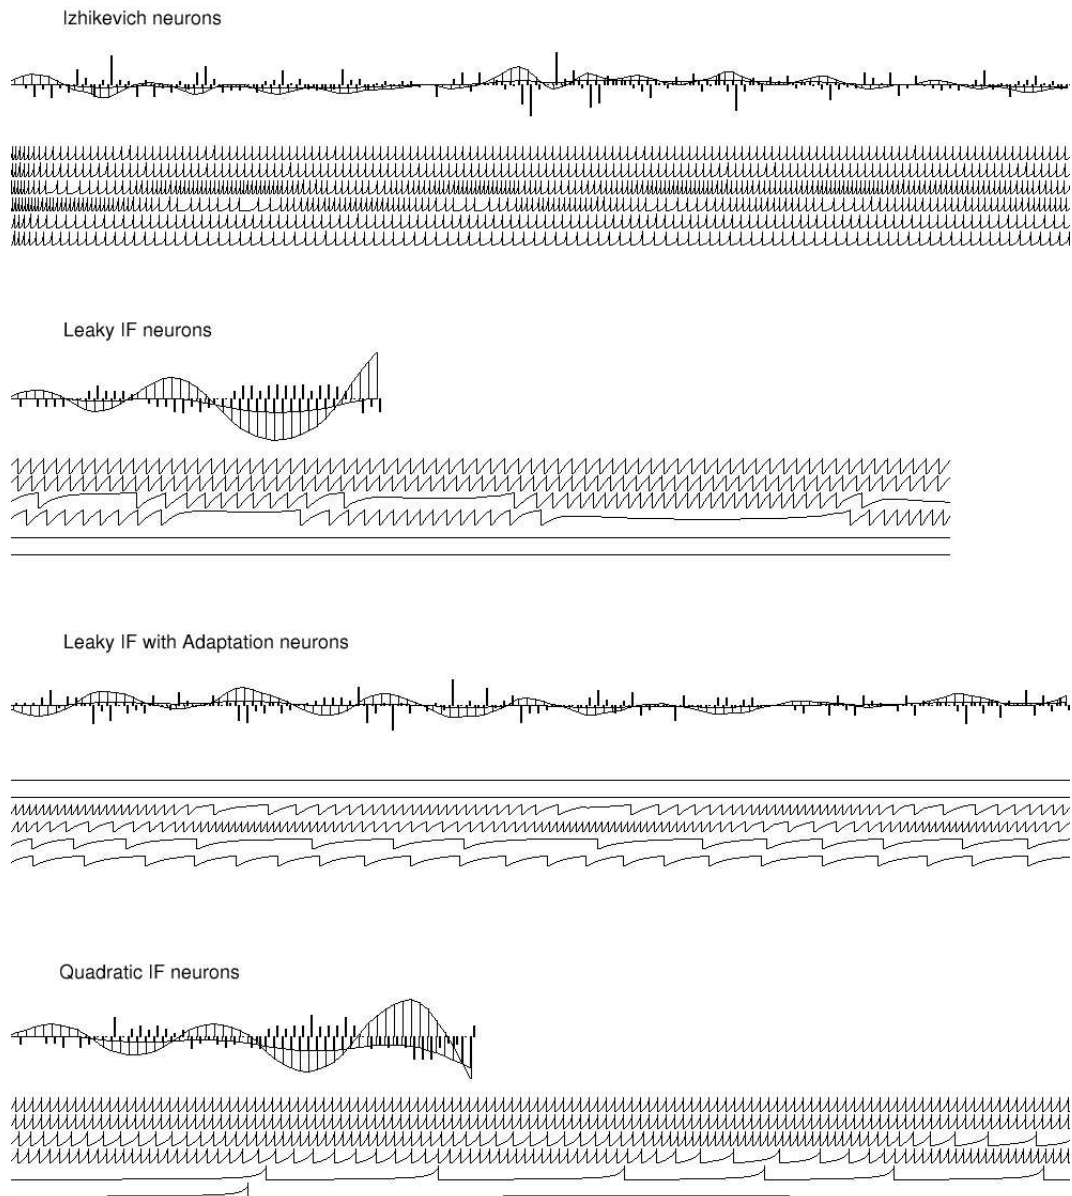 Izhikevich neurons
Leaky IF neurons
Leaky IF with Adaptation neurons
Quadratic IF neurons